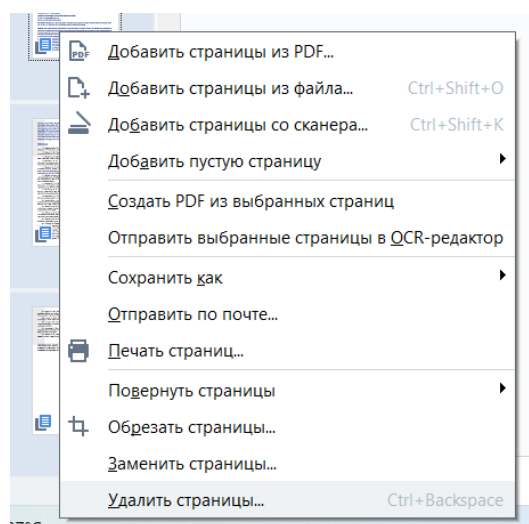 PDF
Добавить страницы из PDF...
Добавить страницы из файла... Ctrl+Shift+O
Добавить страницы со сканера... Ctrl+Shift+K
Добавить пустую страницу
Создать PDF из выбранных страниц
Отправить выбранные страницы в OCR-редактор
Сохранить как
Отправить по почте...
Печать страниц...
Повернуть страницы
Обрезать страницы...
Заменить страницы...
Удалить страницы... Ctrl+Backspace